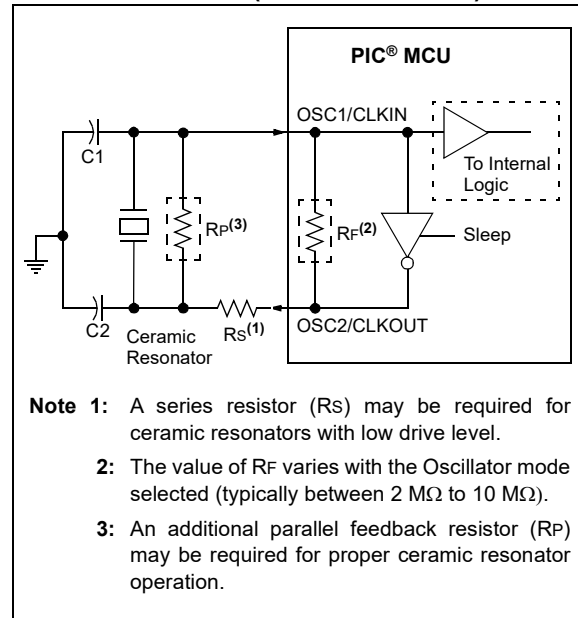 PIC® MCU
OSC1/CLKIN
C1
To Internal
Logic
RP(3)
RF(2)
Sleep
C2
Ceramic
Resonator
RS(1)
OSC2/CLKOUT
Note 1: A series resistor (RS) may be required for
ceramic resonators with low drive level.
2: The value of RF varies with the Oscillator mode
selected (typically between 2 MΩ to 10 MΩ).
3: An additional parallel feedback resistor (RP)
may be required for proper ceramic resonator
operation.